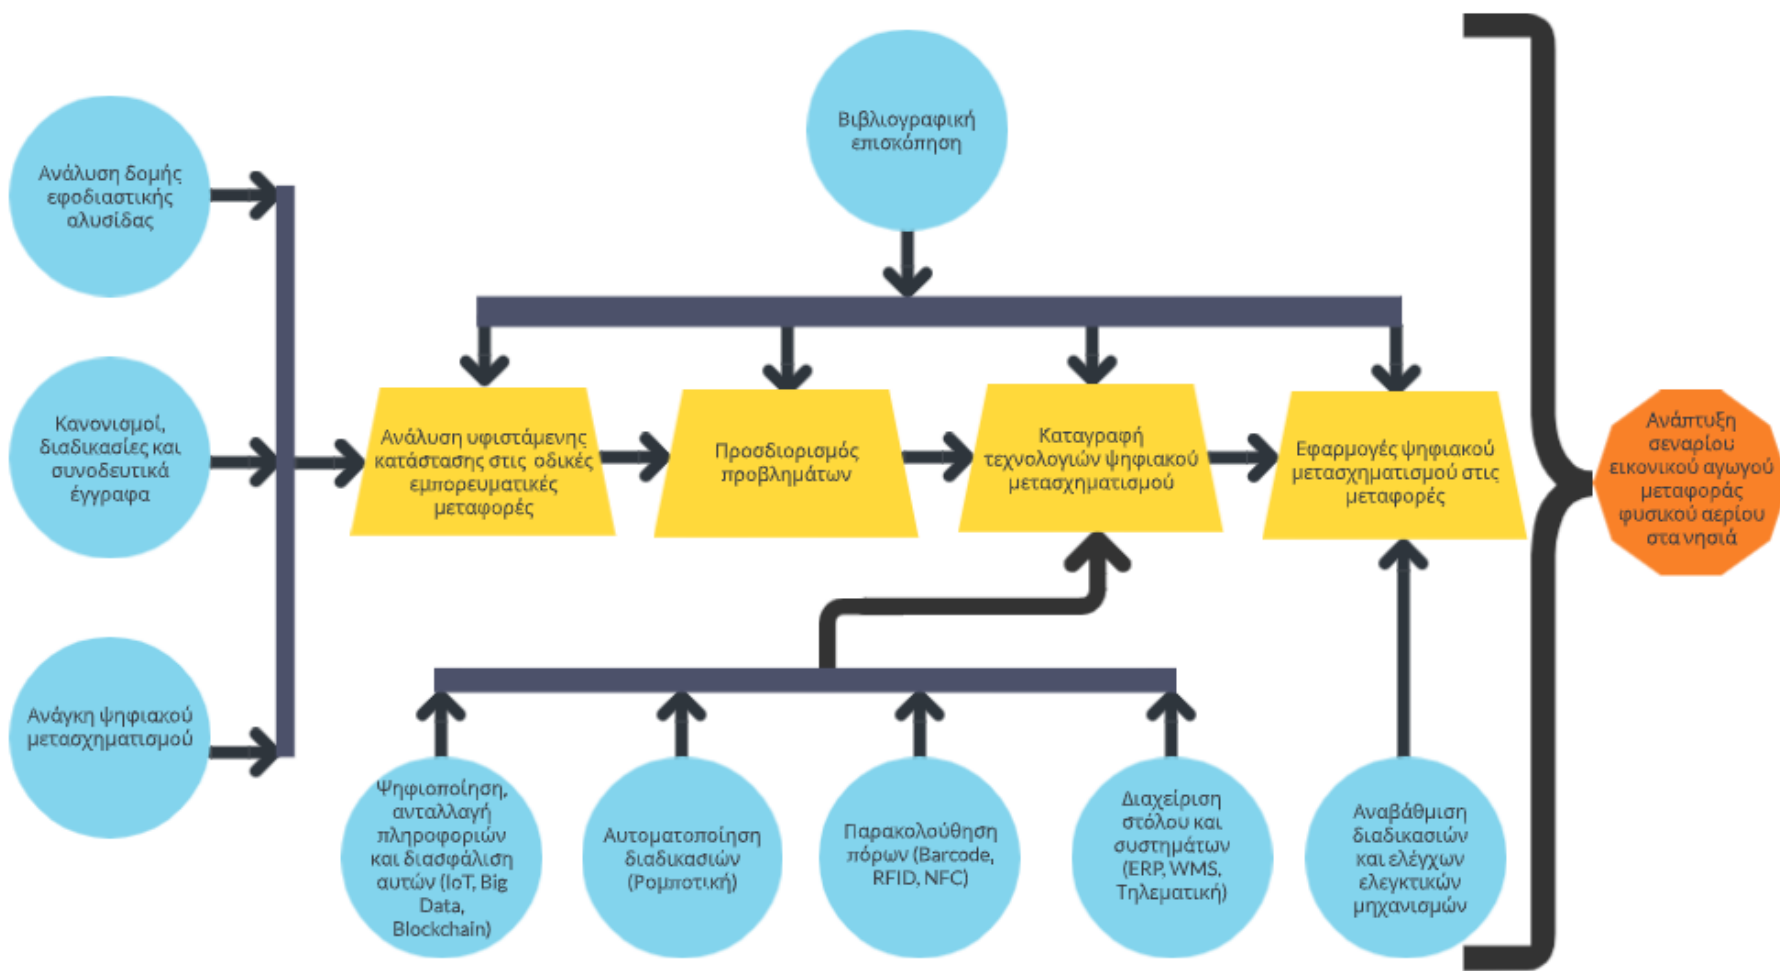 Βιβλιογραφική
επισκόπηση
Ανάλυση δομής
εφοδιαστικής
αλυσίδας
Κανονισμοί,
διαδικασίες και
συνοδευτικά
έγγραφα
Ανάγκη ψηφιακού
μετασχηματισμού
Ανάλυση υφιστάμενης
κατάστασης στις οδικές
εμπορευματικές
μεταφορές
Προσδιορισμός
προβλημάτων
Καταγραφή
τεχνολογιών ψηφιακού
μετασχηματισμού
Εφαρμογές ψηφιακού
μετασχηματισμού στις
μεταφορές
Ανάπτυξη
σεναρίου
εικονικού αγωγού
μεταφοράς
φυσικού αερίου
στα νησιά
Ψηφιοποίηση,
ανταλλαγή
πληροφοριών
και διασφάλιση
αυτών (IoT, Big
Data,
Blockchain)
Αυτοματοποίηση
διαδικασιών
(Ρομποτική)
Παρακολούθηση
πόρων (Barcode,
RFID, NFC)
Διαχείριση
στόλου και
συστημάτων
(ERP, WMS,
Τηλεματική)
Αναβάθμιση
διαδικασιών
και ελέγχων
ελεγκτικών
μηχανισμών